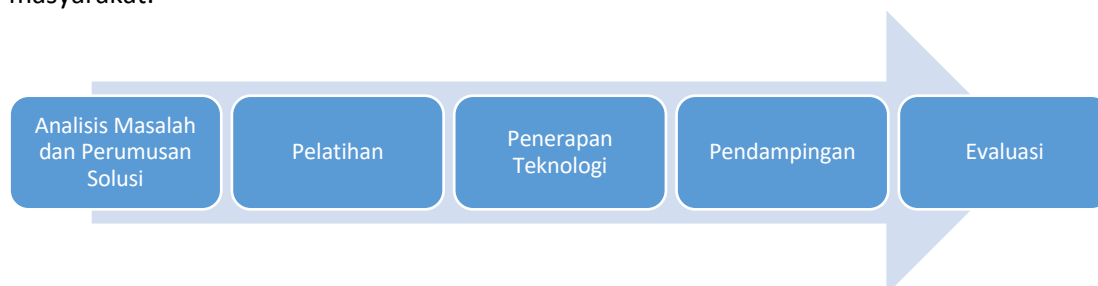 masyarakat.
Analisis Masalah
dan Perumusan
Solusi
Pelatihan
Penerapan
Teknologi
Pendampingan
Evaluasi